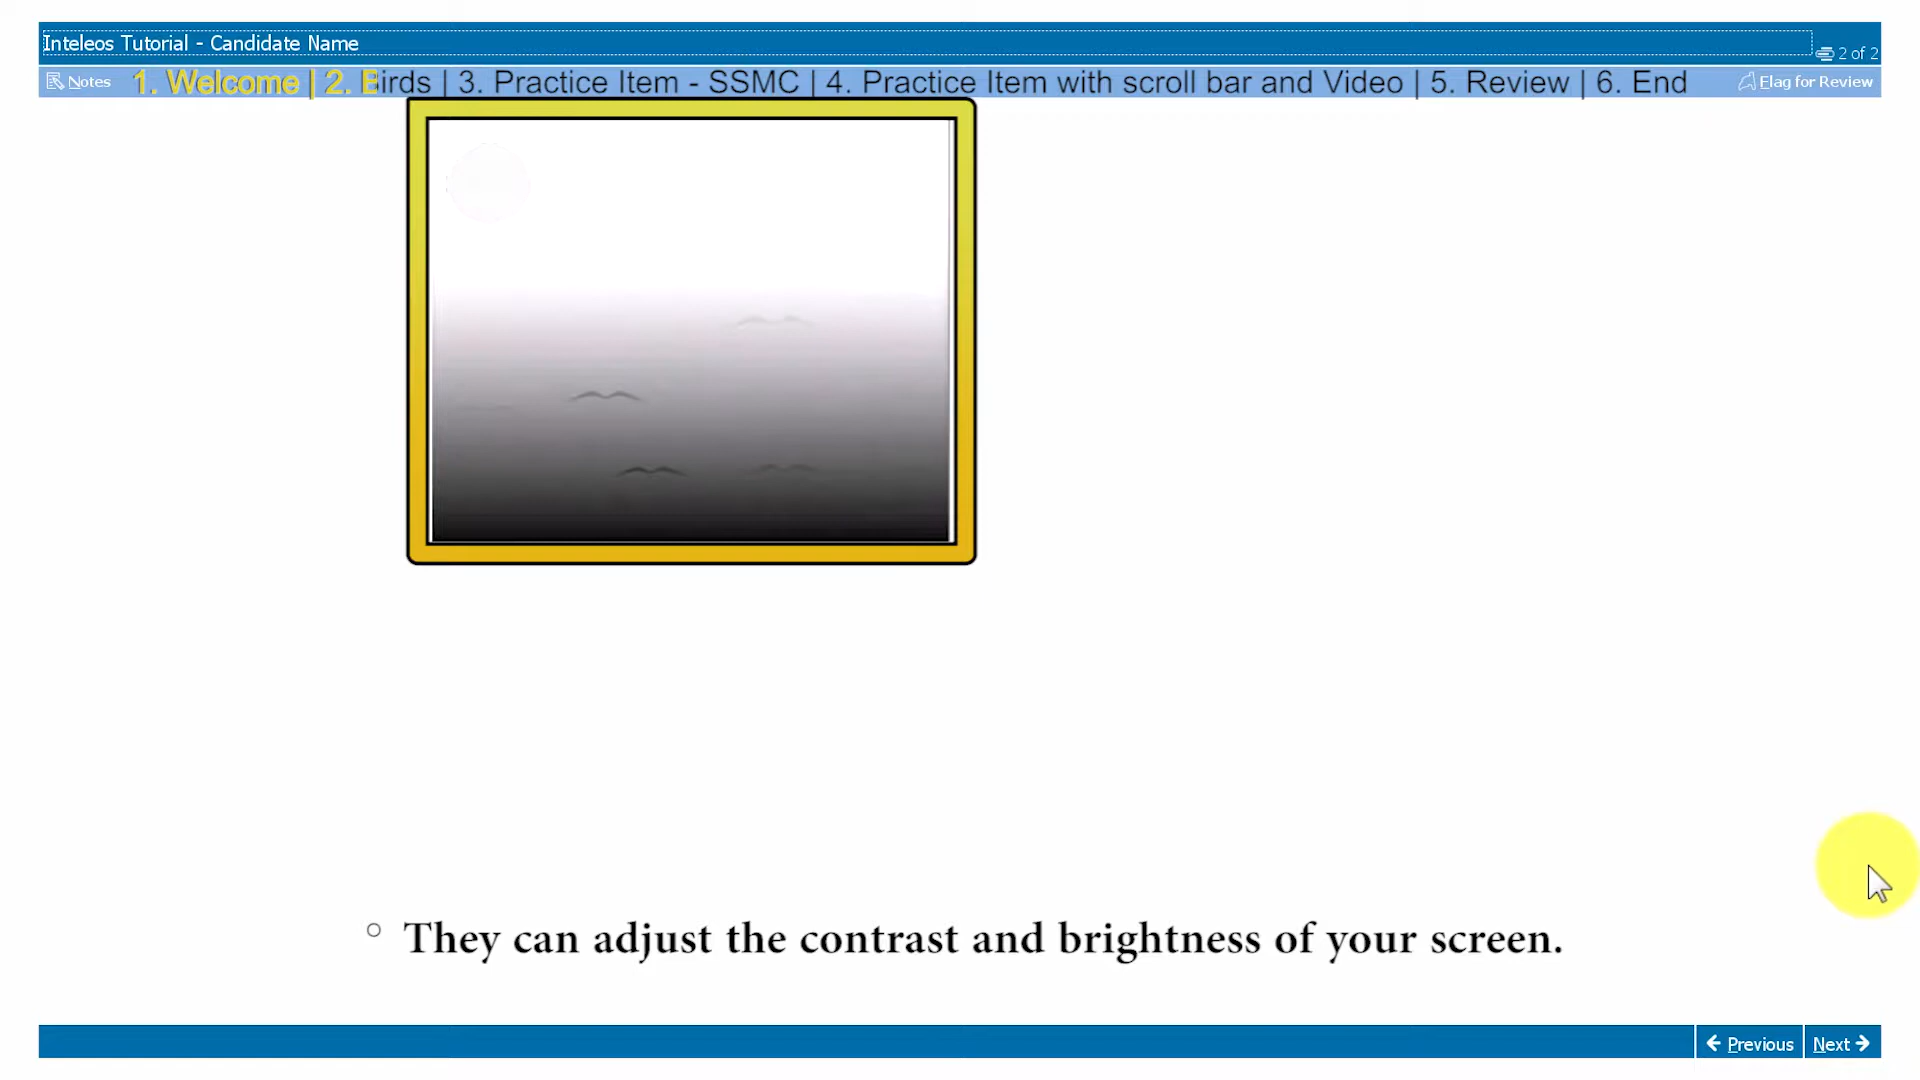 Inteleos Tutorial - Candidate Name
2 of 2
Notes
1. Welcome | 2. Birds | 3. Practice Item - SSMC | 4. Practice Item with scroll bar and Video | 5. Review | 6. End
Flag for Review
They can adjust the contrast and brightness of your screen.
Previous
Next